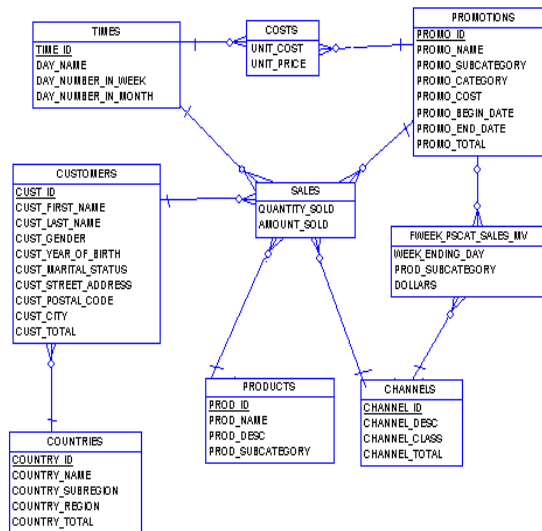 TIMES
TIME_ID
DAY_NAME
DAY_NUMBER_IN_WEEK
DAY_NUMBER_IN_MONTH
COSTS
UNIT_COST
UNIT_PRICE
PROMOTIONS
PROMO_ID
PROMO_NAME
PROMO_SUBCATEGORY
PROMO_CATEGORY
PROMO_COST
PROMO_BEGIN_DATE
PROMO_END_DATE
PROMO_TOTAL
CUSTOMERS
CUST_ID
CUST_FIRST_NAME
CUST_LAST_NAME
CUST_GENDER
CUST_YEAR_OF_BIRTH
CUST_MARITAL_STATUS
CUST_STREET_ADDRESS
CUST_POSTAL_CODE
CUST_CITY
CUST_TOTAL
SALES
QUANTITY_SOLD
AMOUNT_SOLD
FWEEK_PSCAT_SALES_MV
WEEK_ENDING_DAY
PROD_SUBCATEGORY
DOLLARS
PRODUCTS
PROD_ID
PROD_NAME
PROD_DESC
PROD_SUBCATEGORY
CHANNELS
CHANNEL_ID
CHANNEL_DESC
CHANNEL_CLASS
CHANNEL_TOTAL
COUNTRIES
COUNTRY_ID
COUNTRY_NAME
COUNTRY_SUBREGION
COUNTRY_REGION
COUNTRY_TOTAL